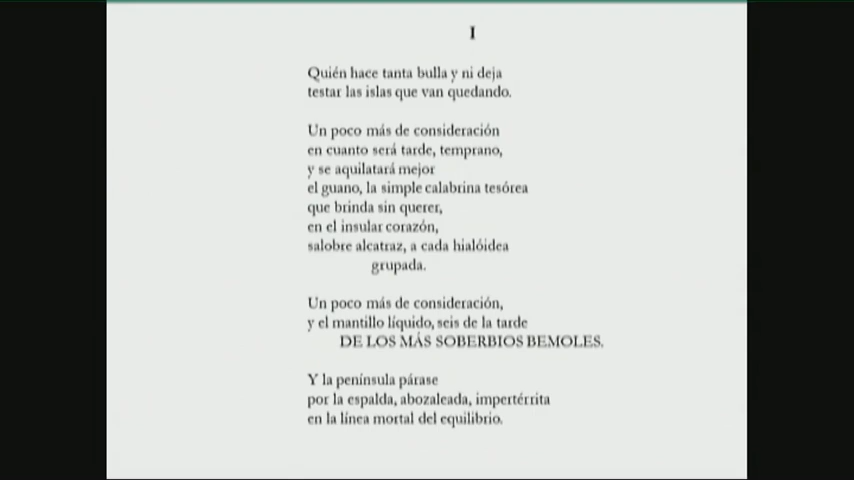 I
Quién hace tanta bulla y ni deja
testar las islas que van quedando.
Un poco más de consideración
en cuanto será tarde, temprano,
y se aquilatará mejor
el guano, la simple calabrina tesórea
que brinda sin querer,
en el insular corazón,
salobre alcatraz, a cada hialóidea
grupada.
Un poco más de consideración,
y el mantillo líquido, seis de la tarde
DE LOS MÁS SOBERBIOS BEMOLES.
Y la península párase
por la espalda, abozaleada, impertérrita
en la línea mortal del equilibrio.